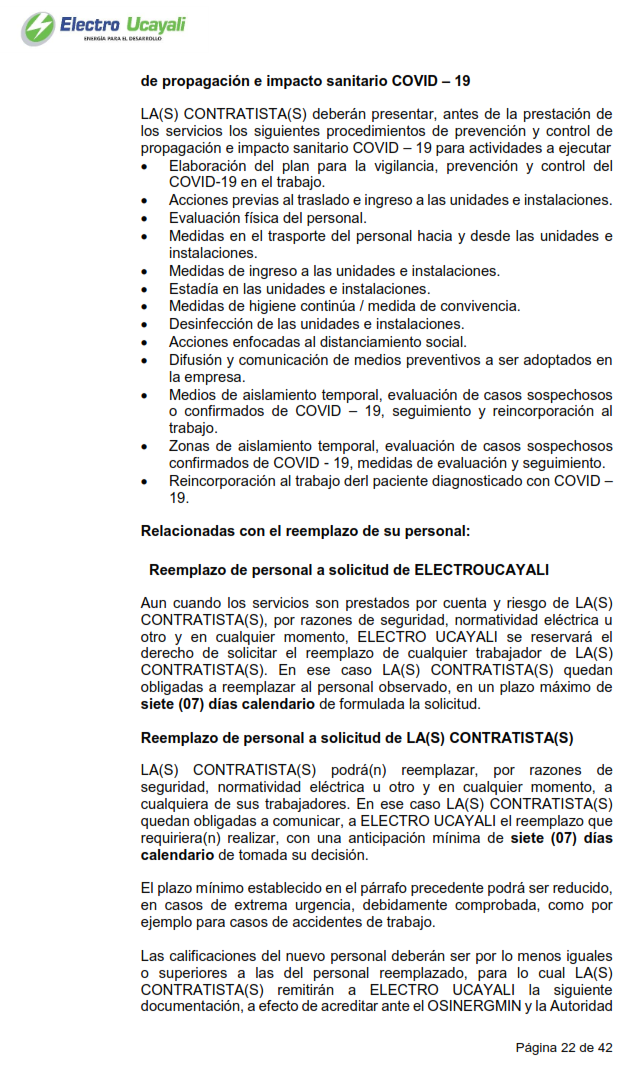 Electro Ucayali
ENERGÍA PARA EL DESARROLLO
de propagación e impacto sanitario COVID – 19
LA(S) CONTRATISTA(S) deberán presentar, antes de la prestación de
los servicios los siguientes procedimientos de prevención y control de
propagación e impacto sanitario COVID – 19 para actividades a ejecutar
• Elaboración del plan para la vigilancia, prevención y control del
COVID-19 en el trabajo.
• Acciones previas al traslado e ingreso a las unidades e instalaciones.
• Evaluación física del personal.
• Medidas en el trasporte del personal hacia y desde las unidades e
instalaciones.
• Medidas de ingreso a las unidades e instalaciones.
• Estadía en las unidades e instalaciones.
• Medidas de higiene continúa / medida de convivencia.
• Desinfección de las unidades e instalaciones.
• Acciones enfocadas al distanciamiento social.
• Difusión y comunicación de medios preventivos a ser adoptados en
la empresa.
• Medios de aislamiento temporal, evaluación de casos sospechosos
o confirmados de COVID – 19, seguimiento y reincorporación al
trabajo.
• Zonas de aislamiento temporal, evaluación de casos sospechosos
confirmados de COVID - 19, medidas de evaluación y seguimiento.
• Reincorporación al trabajo derl paciente diagnosticado con COVID –
19.
Relacionadas con el reemplazo de su personal:
Reemplazo de personal a solicitud de ELECTROUCAYALI
Aun cuando los servicios son prestados por cuenta y riesgo de LA(S)
CONTRATISTA(S), por razones de seguridad, normatividad eléctrica u
otro y en cualquier momento, ELECTRO UCAYALI se reservará el
derecho de solicitar el reemplazo de cualquier trabajador de LA(S)
CONTRATISTA(S). En ese caso LA(S) CONTRATISTA(S) quedan
obligadas a reemplazar al personal observado, en un plazo máximo de
siete (07) días calendario de formulada la solicitud.
Reemplazo de personal a solicitud de LA(S) CONTRATISTA(S)
LA(S) CONTRATISTA(S) podrá(n) reemplazar, por razones de
seguridad, normatividad eléctrica u otro y en cualquier momento, a
cualquiera de sus trabajadores. En ese caso LA(S) CONTRATISTA(S)
quedan obligadas a comunicar, a ELECTRO UCAYALI el reemplazo que
requiriera(n) realizar, con una anticipación mínima de siete (07) días
calendario de tomada su decisión.
El plazo mínimo establecido en el párrafo precedente podrá ser reducido,
en casos de extrema urgencia, debidamente comprobada, como por
ejemplo para casos de accidentes de trabajo.
Las calificaciones del nuevo personal deberán ser por lo menos iguales
o superiores a las del personal reemplazado, para lo cual LA(S)
CONTRATISTA(S) remitirán a ELECTRO UCAYALI la siguiente
documentación, a efecto de acreditar ante el OSINERGMIN y la Autoridad
Página 22 de 42